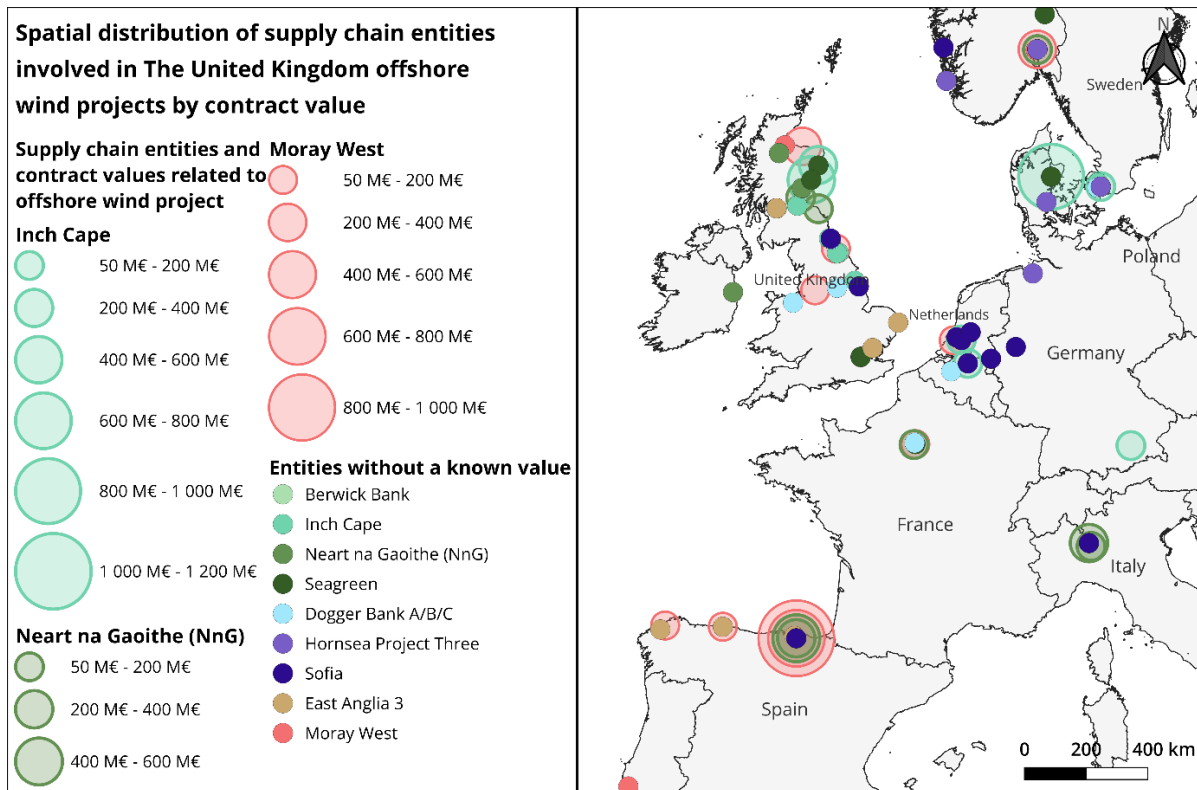 Spatial distribution of supply chain entities
involved in The United Kingdom offshore
wind projects by contract value
Supply chain entities and
contract values related to
offshore wind project
Inch Cape
50 M€ - 200 M€
200 M€ - 400 M€
400 M€ - 600 M€
600 M€ - 800 M€
800 M€ - 1 000 M€
1 000 M€ - 1 200 M€
Neart na Gaoithe (NnG)
50 M€ - 200 M€
200 M€ - 400 M€
400 M€ - 600 M€
Moray West
50 M€ - 200 M€
200 M€ - 400 M€
400 M€ - 600 M€
600 M€ - 800 M€
800 M€ - 1 000 M€
Entities without a known value
Berwick Bank
Inch Cape
Neart na Gaoithe (NnG)
Seagreen
Dogger Bank A/B/C
Hornsea Project Three
Sofia
East Anglia 3
Moray West
N
Sweden
Poland
United Kingdom
Netherlands
Germany
France
Italy
Spain
0 200 400 km